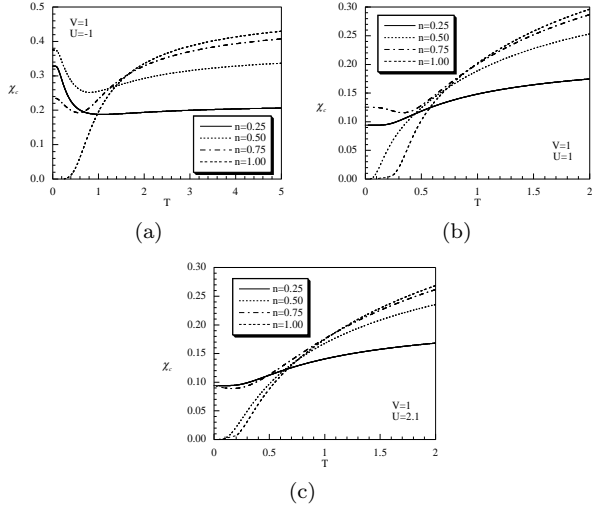 0.5
0.4
0.3
0.2
0.1
0.0
χc
V=1
U=-1
n=0.25
n=0.50
n=0.75
n=1.00
0 1 2 3 4 5
T
(a)
0.30
0.25
0.20
0.15
0.10
0.05
0.00
χc
n=0.25
n=0.50
n=0.75
n=1.00
V=1
U=1
0 0.5 1 1.5 2
T
(b)
0.30
0.25
0.20
0.15
0.10
0.05
0.00
χc
n=0.25
n=0.50
n=0.75
n=1.00
V=1
U=2.1
0 0.5 1 1.5 2
T
(c)